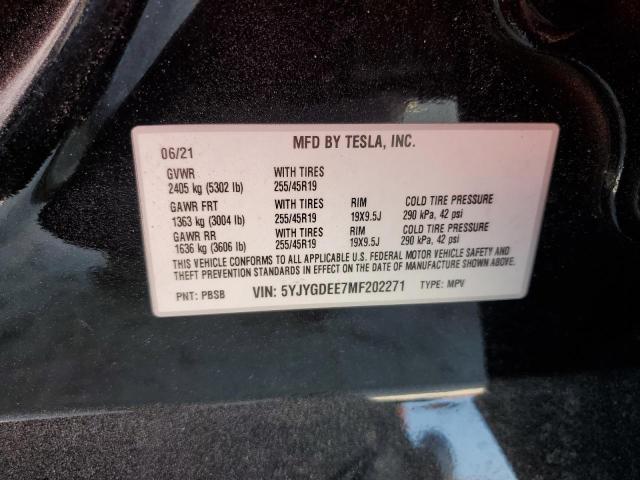 06/21 MFD BY TESLA, INC.
GVWR WITH TIRES
2405 kg (5302 lb) 255/45R19
GAWR FRT WITH TIRES RIM COLD TIRE PRESSURE
1363 kg (3004 lb) 255/45R19 19X9.5J 290 kPa, 42 psi
GAWR RR WITH TIRES RIM COLD TIRE PRESSURE
1636 kg (3606 lb) 255/45R19 19X9.5J 290 kPa, 42 psi
THIS VEHICLE CONFORMS TO ALL APPLICABLE U.S. FEDERAL MOTOR VEHICLE SAFETY AND
THEFT PREVENTION STANDARDS IN EFFECT ON THE DATE OF MANUFACTURE SHOWN ABOVE.
PNT: PBSB VIN: 5YJYGDEE7MF202271 TYPE: MPV